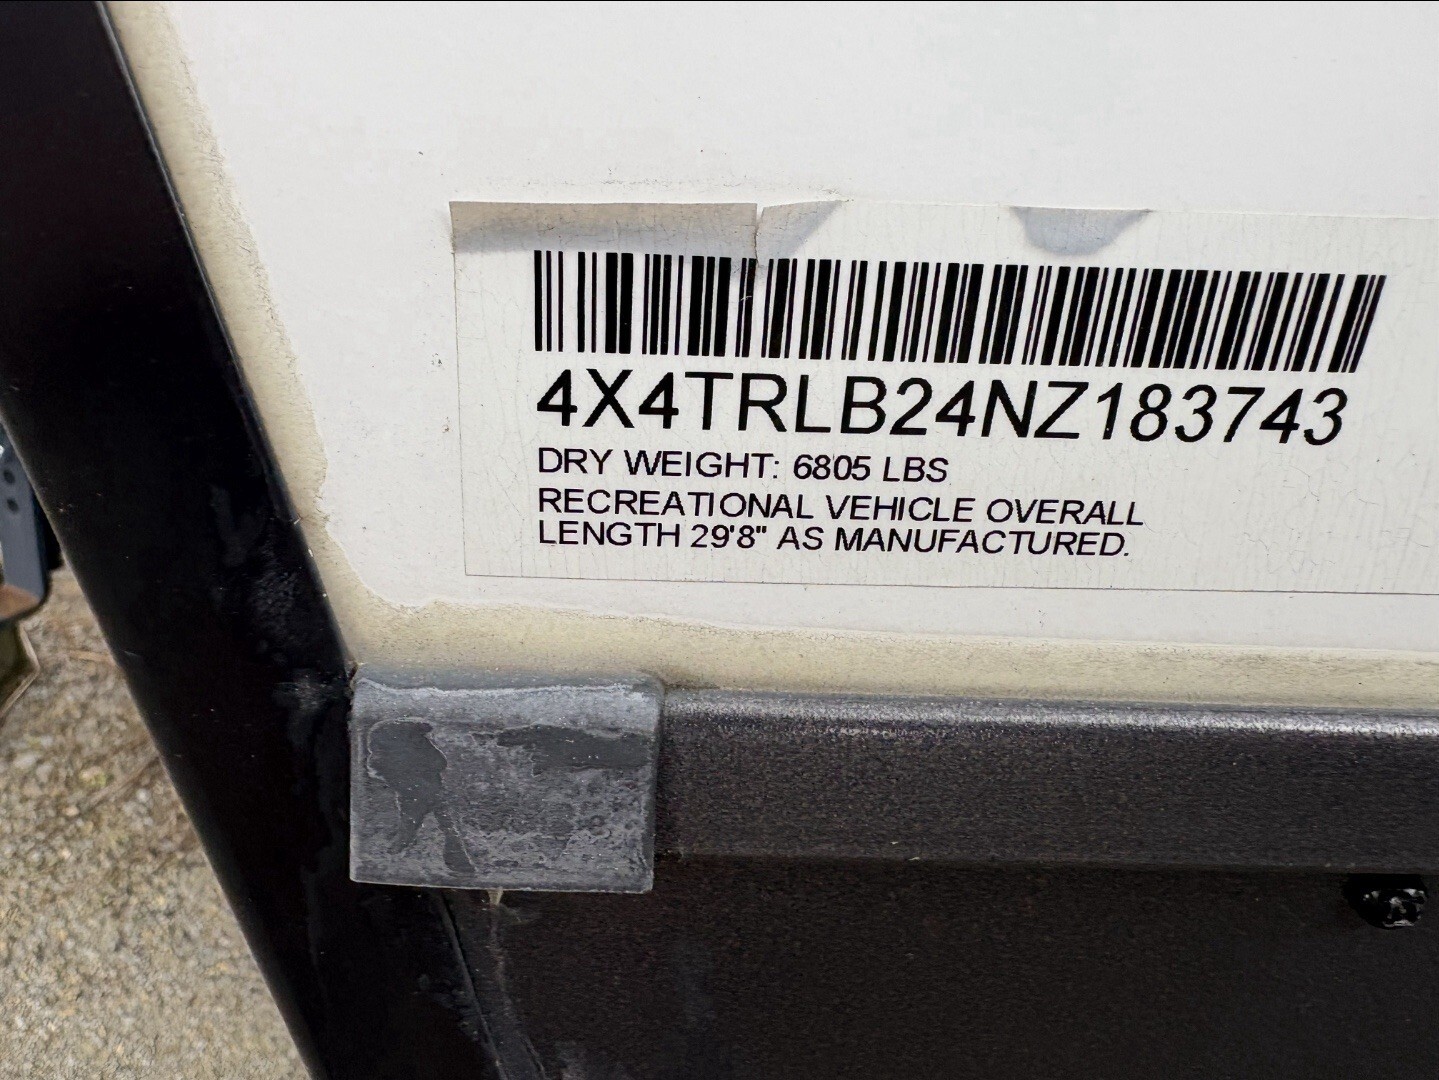 4X4TRLB24NZ183743
DRY WEIGHT: 6805 LBS
RECREATIONAL VEHICLE OVERALL
LENGTH 29'8" AS MANUFACTURED.